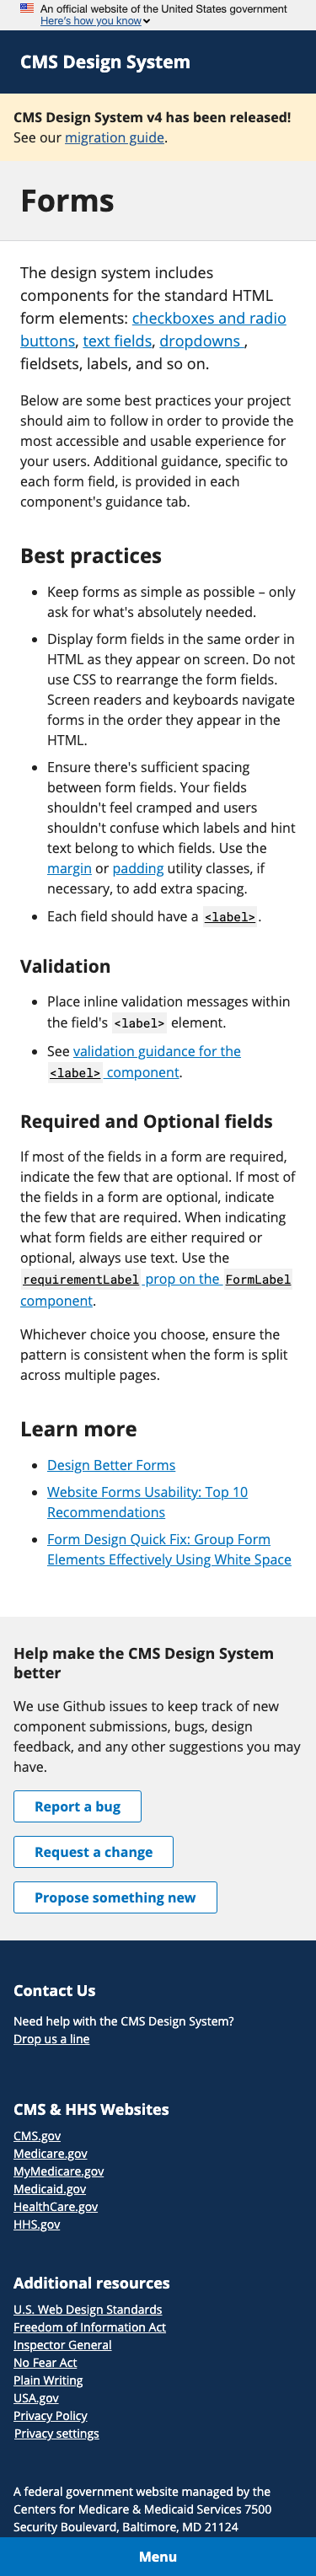 An official website of the United States government
Here's how you know
CMS Design System
CMS Design System v4 has been released!
See our migration guide.
Forms
The design system includes
components for the standard HTML
form elements: checkboxes and radio
buttons, text fields, dropdowns ,
fieldsets, labels, and so on.
Below are some best practices your project
should aim to follow in order to provide the
most accessible and usable experience for
your users. Additional guidance, specific to
each form field, is provided in each
component's guidance tab.
Best practices
Keep forms as simple as possible – only
ask for what's absolutely needed.
Display form fields in the same order in
HTML as they appear on screen. Do not
use CSS to rearrange the form fields.
Screen readers and keyboards navigate
forms in the order they appear in the
HTML.
Ensure there's sufficient spacing
between form fields. Your fields
shouldn't feel cramped and users
shouldn't confuse which labels and hint
text belong to which fields. Use the
margin or padding utility classes, if
necessary, to add extra spacing.
Each field should have a <label>.
Validation
Place inline validation messages within
the field's <label> element.
See validation guidance for the
<label> component.
Required and Optional fields
If most of the fields in a form are required,
indicate the few that are optional. If most of
the fields in a form are optional, indicate
the few that are required. When indicating
what form fields are either required or
optional, always use text. Use the
requirementLabel prop on the FormLabel
component.
Whichever choice you choose, ensure the
pattern is consistent when the form is split
across multiple pages.
Learn more
Design Better Forms
Website Forms Usability: Top 10
Recommendations
Form Design Quick Fix: Group Form
Elements Effectively Using White Space
Help make the CMS Design System
better
We use Github issues to keep track of new
component submissions, bugs, design
feedback, and any other suggestions you may
have.
Report a bug
Request a change
Propose something new
Contact Us
Need help with the CMS Design System?
Drop us a line
CMS & HHS Websites
CMS.gov
Medicare.gov
MyMedicare.gov
Medicaid.gov
HealthCare.gov
HHS.gov
Additional resources
U.S. Web Design Standards
Freedom of Information Act
Inspector General
No Fear Act
Plain Writing
USA.gov
Privacy Policy
Privacy settings
A federal government website managed by the
Centers for Medicare & Medicaid Services 7500
Security Boulevard, Baltimore, MD 21124
Menu